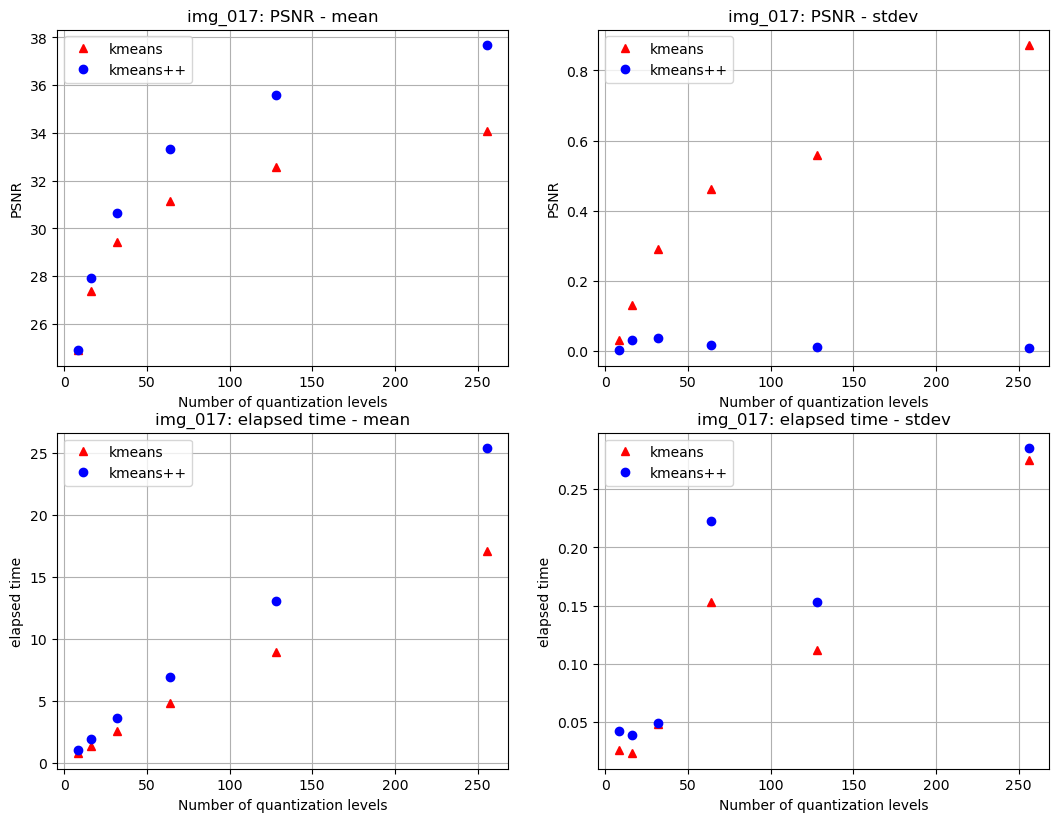 img_017: PSNR - mean
kmeans
kmeans++
PSNR
38
36
34
32
30
28
26
0 50 100 150 200 250
Number of quantization levels
img_017: PSNR - stdev
kmeans
kmeans++
PSNR
0.8
0.6
0.4
0.2
0.0
0 50 100 150 200 250
Number of quantization levels
img_017: elapsed time - mean
kmeans
kmeans++
elapsed time
25
20
15
10
5
0
0 50 100 150 200 250
Number of quantization levels
img_017: elapsed time - stdev
kmeans
kmeans++
elapsed time
0.25
0.20
0.15
0.10
0.05
0 50 100 150 200 250
Number of quantization levels